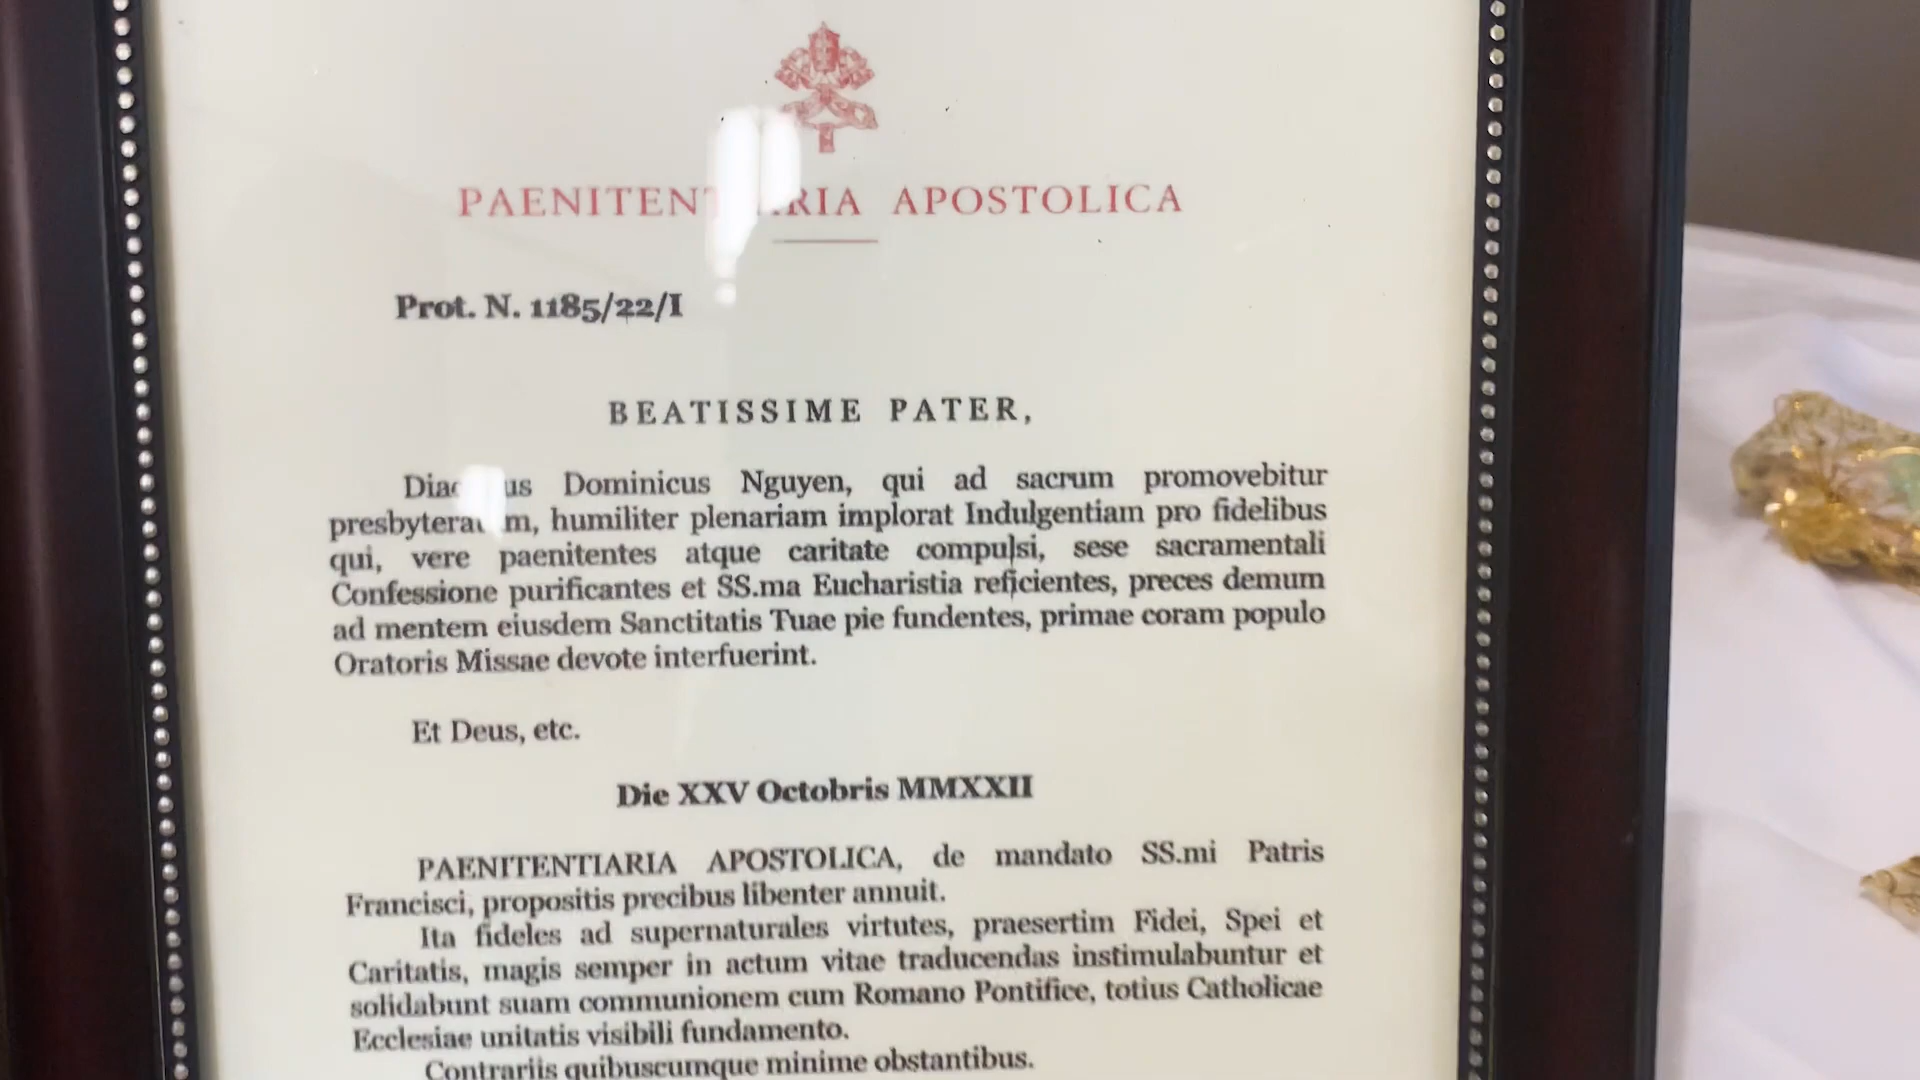 PAENITENTIARIA APOSTOLICA
Prot. N. 1185/22/I
BEATISSIME PATER,
Diaconus Dominicus Nguyen, qui ad sacrum promovebitur
presbyteratum, humiliter plenariam implorat Indulgentiam pro fidelibus
qui, vere paenitentes atque caritate compulsi, sese sacramentali
Confessione purificantes et SS.ma Eucharistia reficientes, preces demum
ad mentem eiusdem Sanctitatis Tuae pie fundentes, primae coram populo
Oratoris Missae devote interfuerint.
Et Deus, etc.
Die XXV Octobris MMXXII
PAENITENTIARIA APOSTOLICA, de mandato SS.mi Patris
Francisci, propositis precibus libenter annuit.
Ita fideles ad supernaturales virtutes, praesertim Fidei, Spei et
Caritatis, magis semper in actum vitae traducendas instimulabuntur et
solidabunt suam communionem cum Romano Pontifice, totius Catholicae
Ecclesiae unitatis visibili fundamento.
Contrariis quibuscumque minime obstantibus.